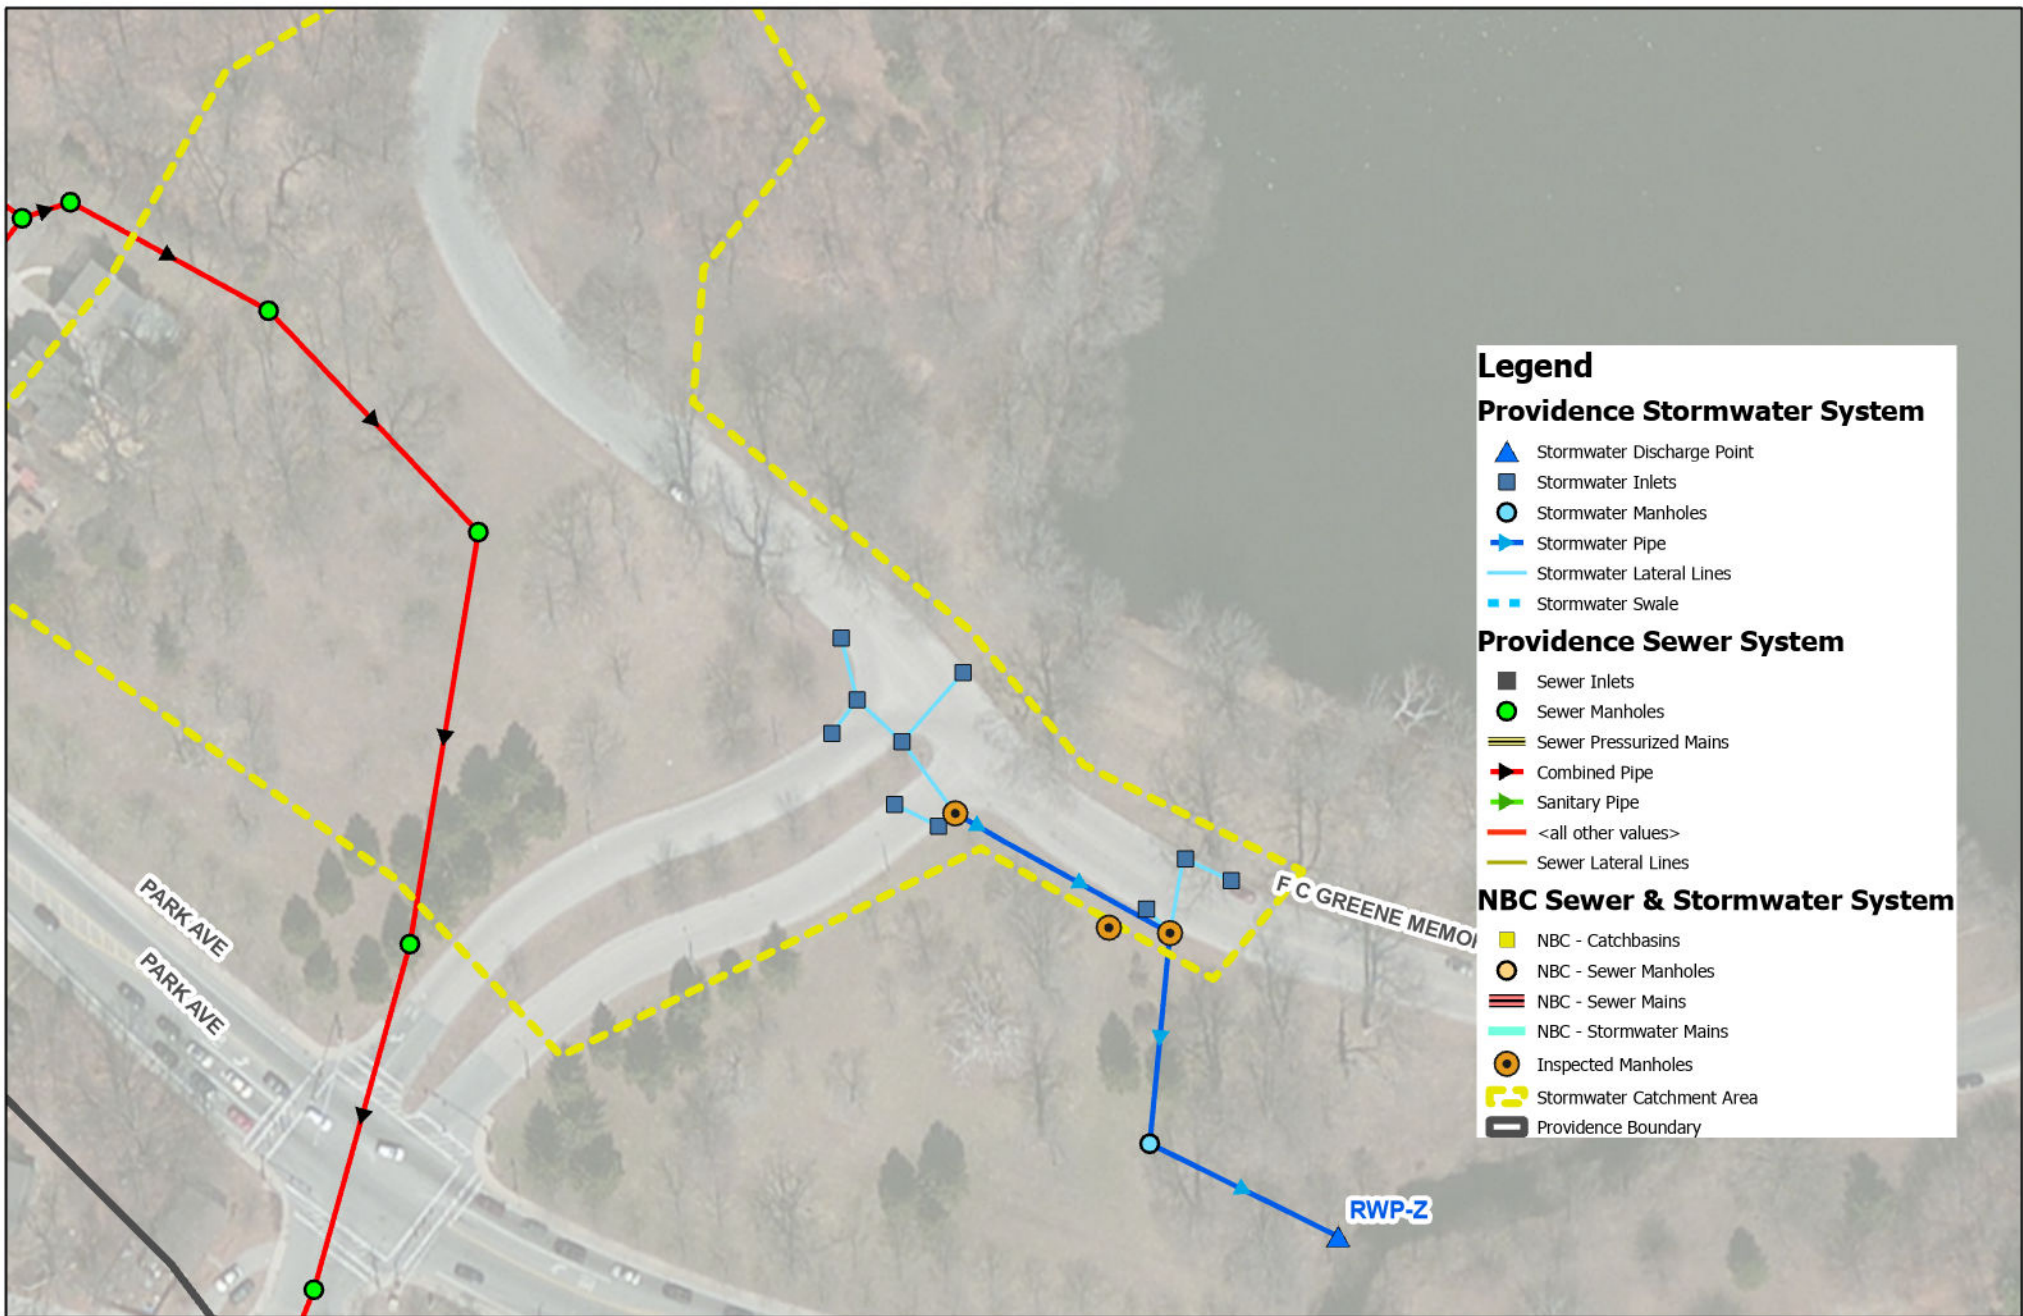 Legend
Providence Stormwater System
Stormwater Discharge Point
Stormwater Inlets
Stormwater Manholes
Stormwater Pipe
Stormwater Lateral Lines
Stormwater Swale
Providence Sewer System
Sewer Inlets
Sewer Manholes
Sewer Pressurized Mains
Combined Pipe
Sanitary Pipe
<all other values>
Sewer Lateral Lines
NBC Sewer & Stormwater System
NBC - Catchbasins
NBC - Sewer Manholes
NBC - Sewer Mains
NBC - Stormwater Mains
Inspected Manholes
Stormwater Catchment Area
Providence Boundary
PARK AVE
PARK AVE
F C GREENE MEMO
RWP-Z